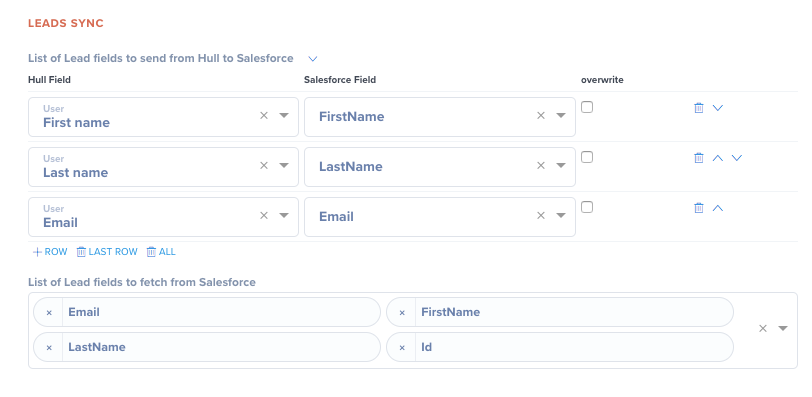 LEADS SYNC
List of Lead fields to send from Hull to Salesforce
Hull Field Salesforce Field overwrite
User
First name FirstName
User
Last name LastName
User
Email Email
ROW LAST ROW ALL
List of Lead fields to fetch from Salesforce
× Email × FirstName
× LastName × Id